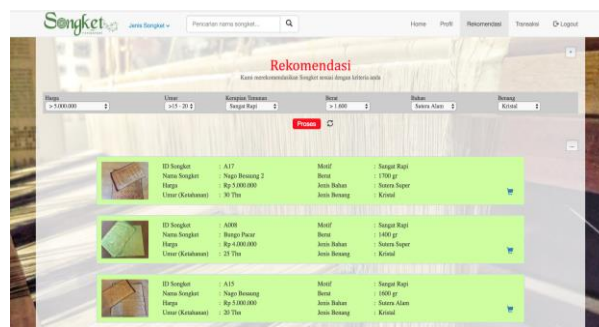 Songket
Jenis Songket
Pencarian nama songket...
Home Profil Rekomendasi Transaksi Logout
Rekomendasi
Kami merekomendasikan Songket sesuai dengan kriteria anda
Harga Umur Kerapian Tenunan Berat Bahan Benang
> 5.000.000 >15 - 20 Sangat Rapi > 1.600 Sutera Alam Kristal
Proses
ID Songket : A17 Motif : Sangat Rapi
Nama Songket : Nago Besaung 2 Berat : 1700 gr
Harga : Rp 5.000.000 Jenis Bahan : Sutera Super
Umur (Ketahanan) : 30 Thn Jenis Benang : Kristal
ID Songket : A008 Motif : Sangat Rapi
Nama Songket : Bungo Pacar Berat : 1400 gr
Harga : Rp 4.000.000 Jenis Bahan : Sutera Super
Umur (Ketahanan) : 25 Thn Jenis Benang : Kristal
ID Songket : A15 Motif : Sangat Rapi
Nama Songket : Nago Besaung Berat : 1600 gr
Harga : Rp 5.000.000 Jenis Bahan : Sutera Alam
Umur (Ketahanan) : 20 Thn Jenis Benang : Kristal